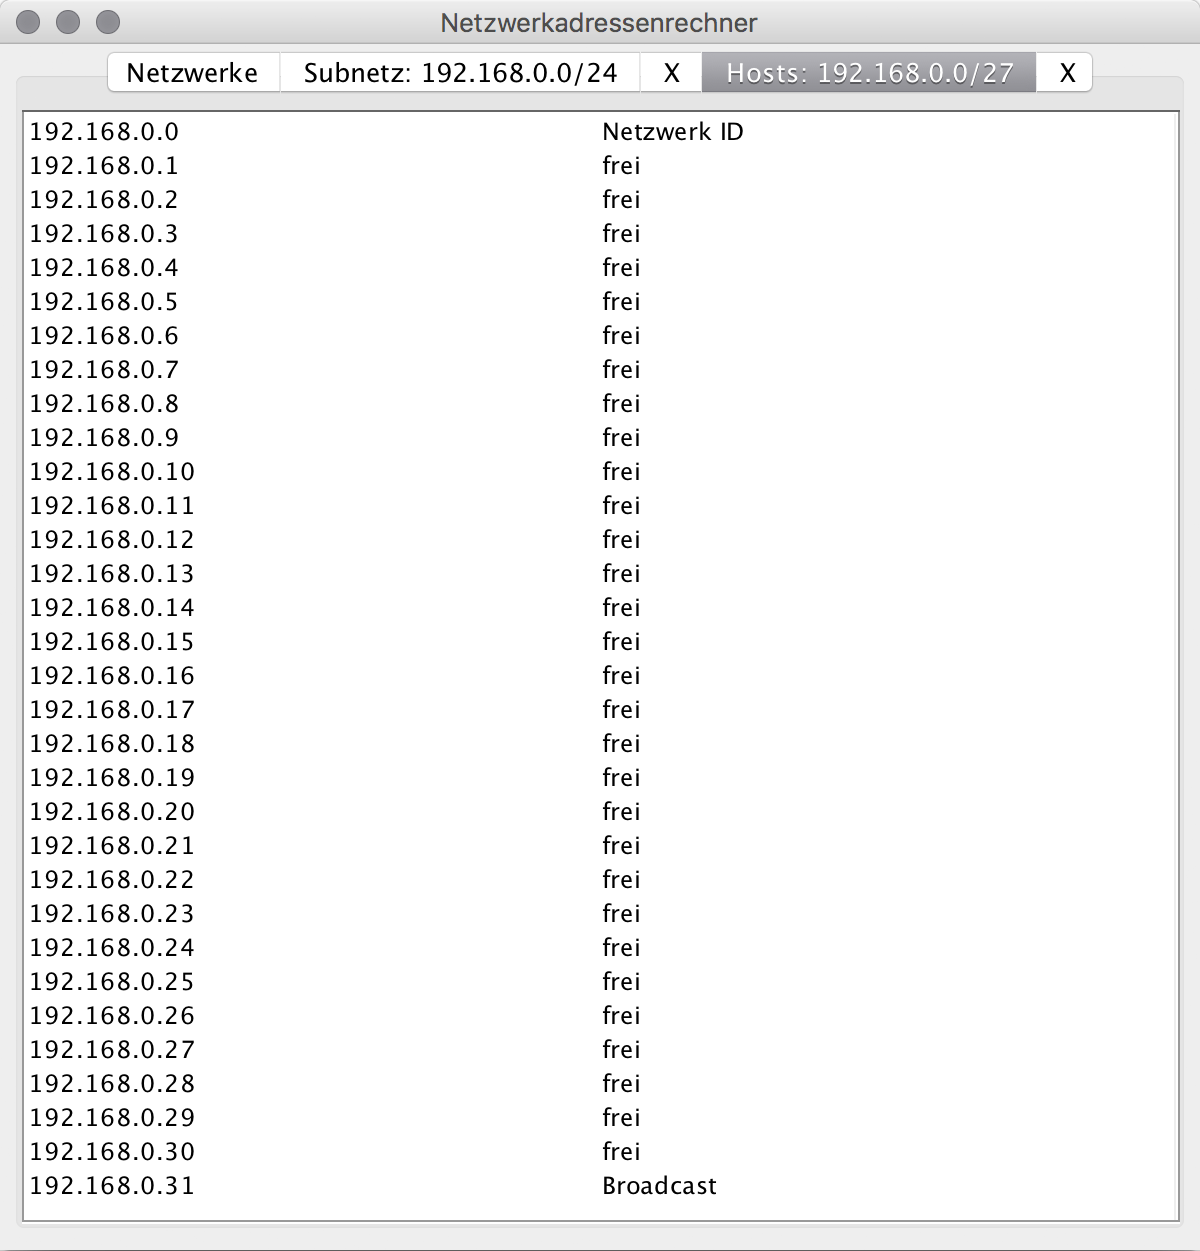 Netzwerkadressenrechner
Netzwerke Subnetz: 192.168.0.0/24 X Hosts: 192.168.0.0/27 X
192.168.0.0 Netzwerk ID
192.168.0.1 frei
192.168.0.2 frei
192.168.0.3 frei
192.168.0.4 frei
192.168.0.5 frei
192.168.0.6 frei
192.168.0.7 frei
192.168.0.8 frei
192.168.0.9 frei
192.168.0.10 frei
192.168.0.11 frei
192.168.0.12 frei
192.168.0.13 frei
192.168.0.14 frei
192.168.0.15 frei
192.168.0.16 frei
192.168.0.17 frei
192.168.0.18 frei
192.168.0.19 frei
192.168.0.20 frei
192.168.0.21 frei
192.168.0.22 frei
192.168.0.23 frei
192.168.0.24 frei
192.168.0.25 frei
192.168.0.26 frei
192.168.0.27 frei
192.168.0.28 frei
192.168.0.29 frei
192.168.0.30 frei
192.168.0.31 Broadcast